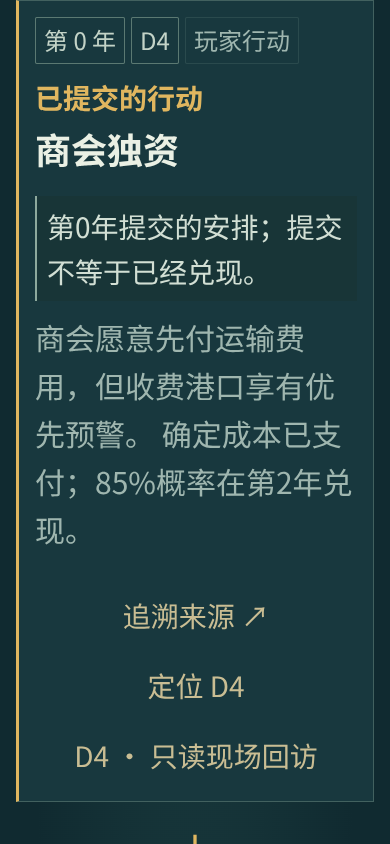 第 0 年 D4 玩家行动
已提交的行动
商会独资
第0年提交的安排；提交
不等于已经兑现。
商会愿意先付运输费
用，但收费港口享有优
先预警。 确定成本已支
付；85%概率在第2年兑
现。
追溯来源 ↗
定位 D4
D4 · 只读现场回访